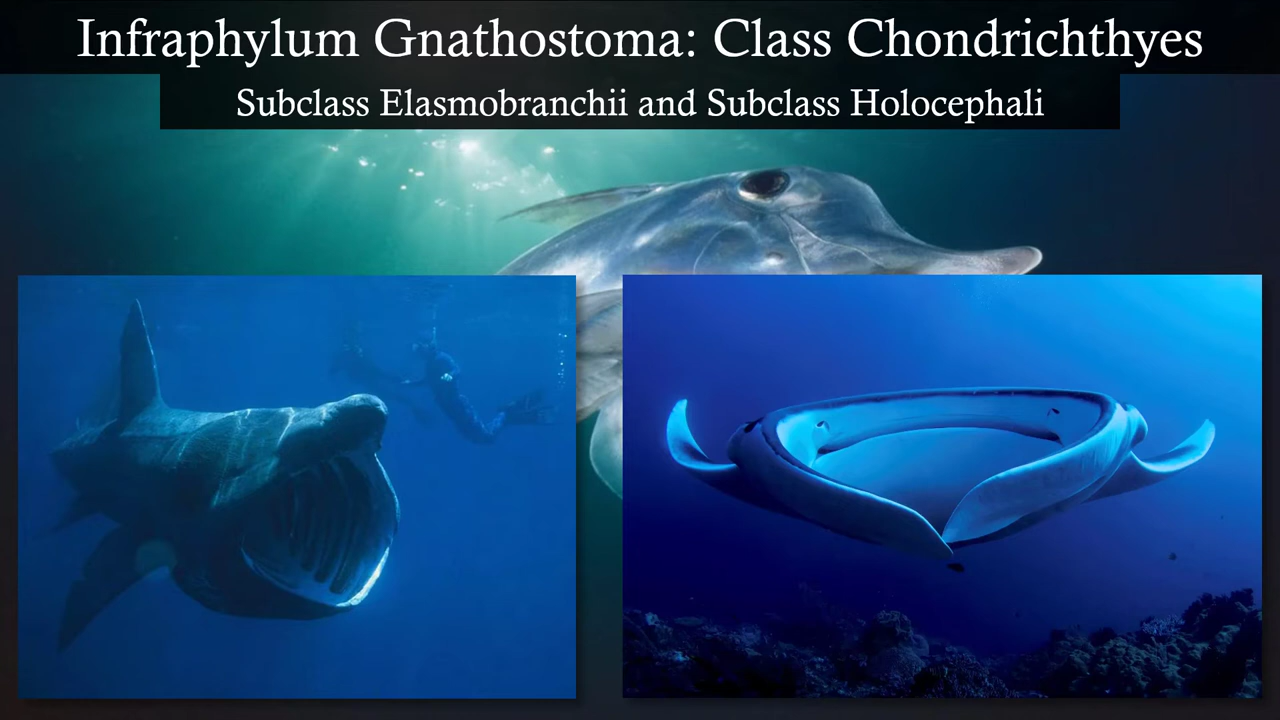 Infraphylum Gnathostoma: Class Chondrichthyes
Subclass Elasmobranchii and Subclass Holocephali